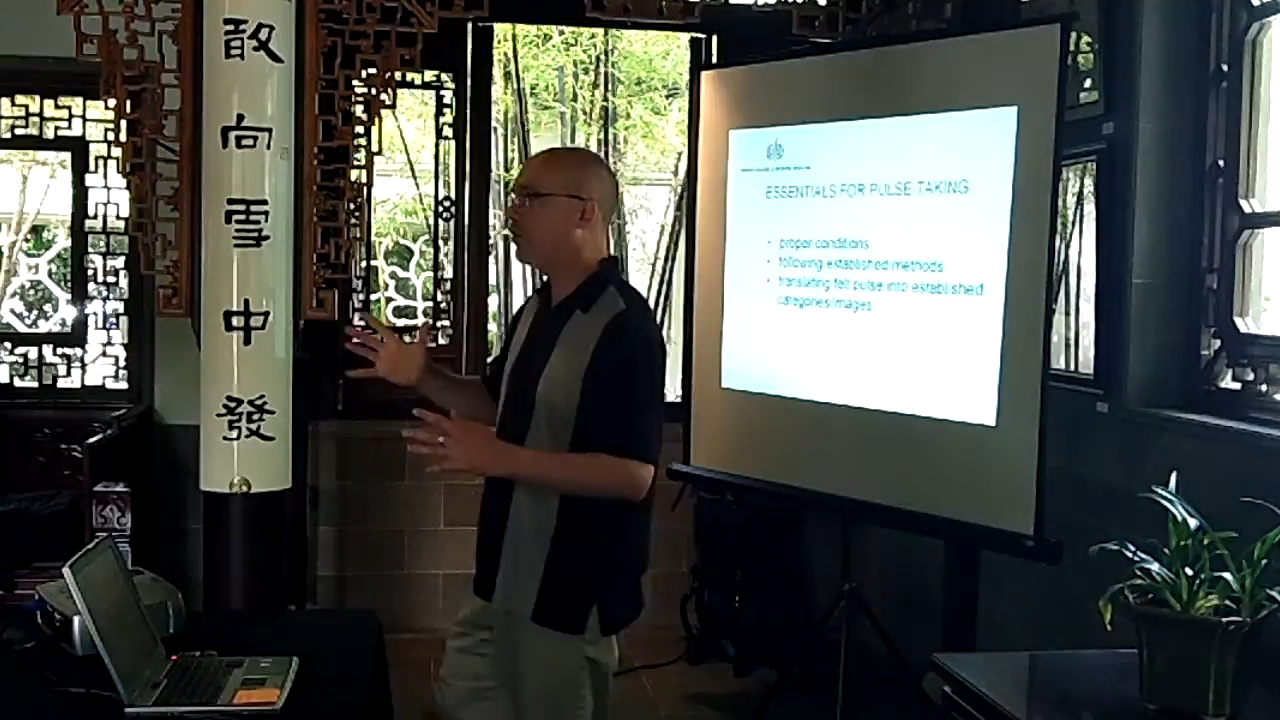 敢
向
雪
中
發
ESSENTIALS FOR PULSE TAKING
• proper conditions
• following established methods
• translating felt pulse into established
categories images